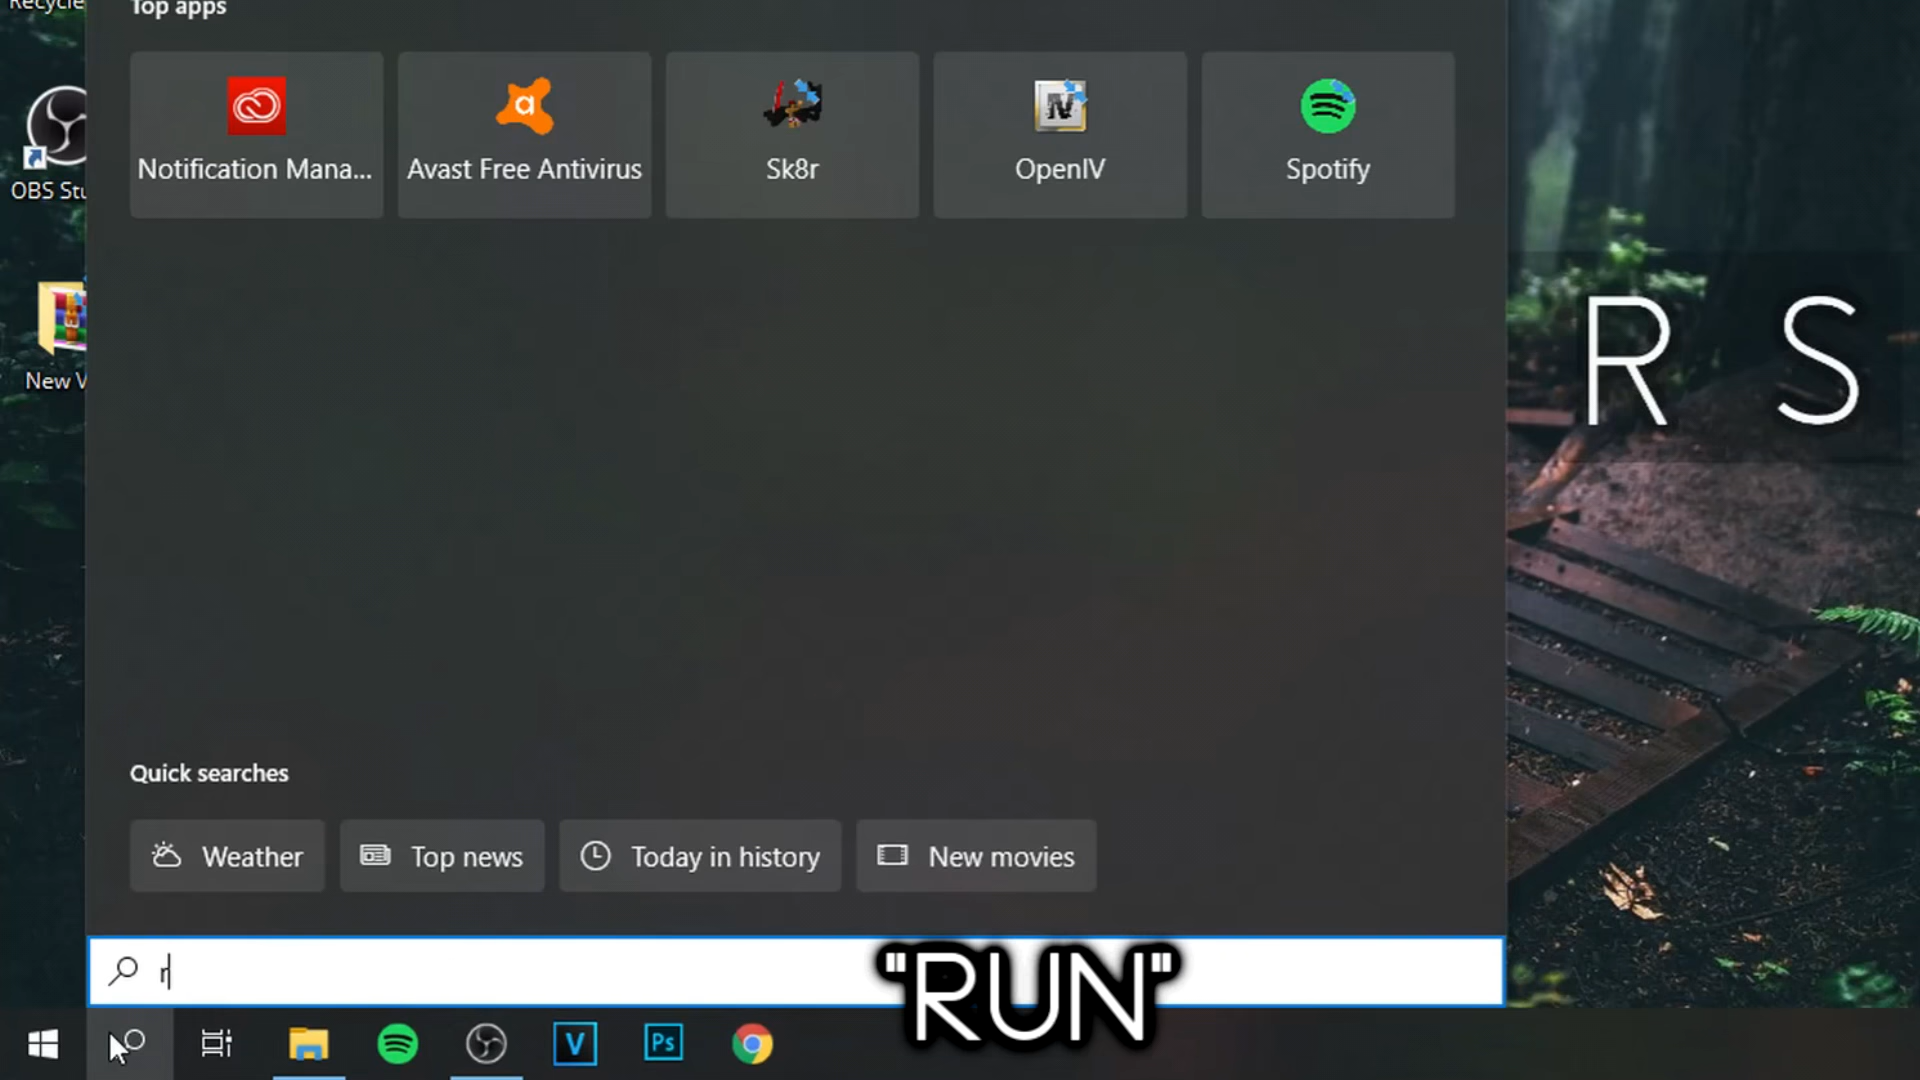 Recycle
Top apps
Notification Mana...
Avast Free Antivirus
Sk8r
OpenIV
Spotify
OBS Stu
New V
R S
Quick searches
Weather
Top news
Today in history
New movies
r
"RUN"
V
Ps